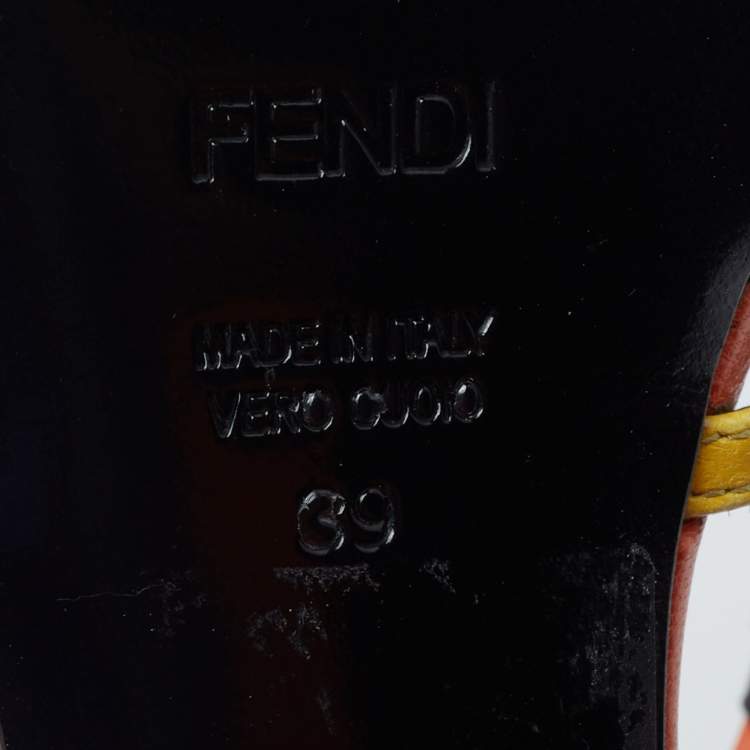 FENDI
MADE IN ITALY
VERO CUOIO
39